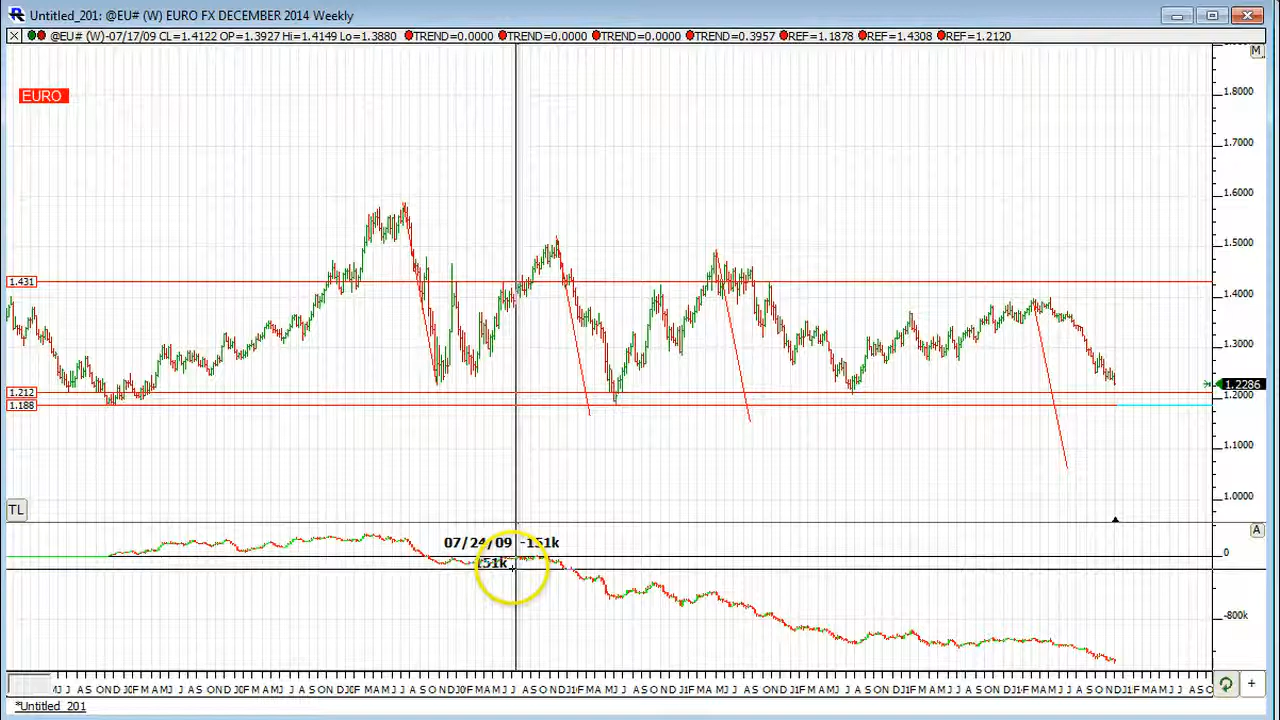 Untitled_201: @EU# (W) EURO FX DECEMBER 2014 Weekly
@EU# (W)-07/17/09 CL=1.4122 OP=1.3927 Hi=1.4149 Lo=1.3880 TREND=0.0000 TREND=0.0000 TREND=0.0000 TREND=0.3957 REF=1.1878 REF=1.4308 REF=1.2120
M
EURO
1.8000
1.7000
1.6000
1.5000
1.431
1.4000
1.3000
1.2286
1.212
1.2000
1.188
1.1000
1.0000
TL
A
07/24/09 -151k
0
151k
-800k
*Untitled_201